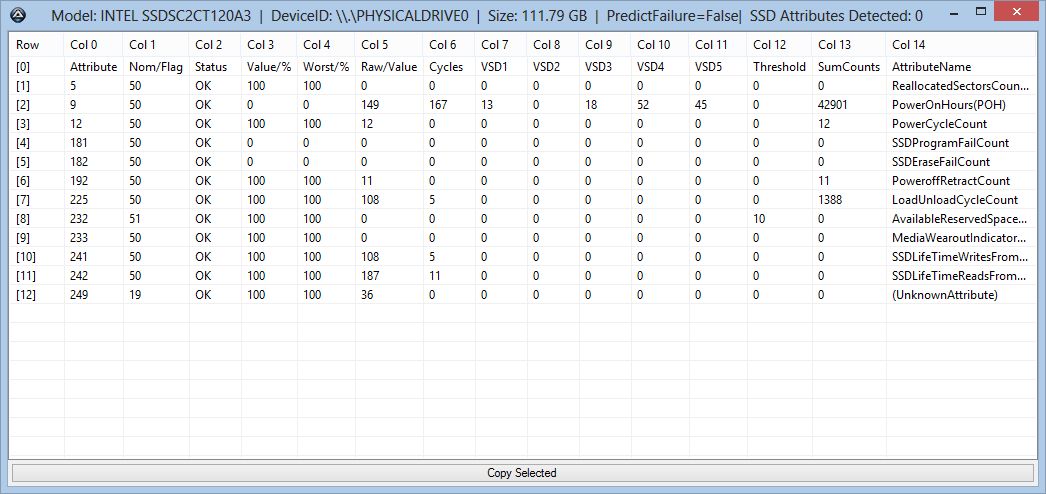 Model: INTEL SSDSC2CT120A3 | DeviceID: \\.\PHYSICALDRIVE0 | Size: 111.79 GB | PredictFailure=False| SSD Attributes Detected: 0
Row Col 0 Col 1 Col 2 Col 3 Col 4 Col 5 Col 6 Col 7 Col 8 Col 9 Col 10 Col 11 Col 12 Col 13 Col 14
[0] Attribute Nom/Flag Status Value/% Worst/% Raw/Value Cycles VSD1 VSD2 VSD3 VSD4 VSD5 Threshold SumCounts AttributeName
[1] 5 50 OK 100 100 0 0 0 0 0 0 0 0 0 ReallocatedSectorsCoun...
[2] 9 50 OK 0 0 149 167 13 0 18 52 45 0 42901 PowerOnHours(POH)
[3] 12 50 OK 100 100 12 0 0 0 0 0 0 0 12 PowerCycleCount
[4] 181 50 OK 0 0 0 0 0 0 0 0 0 0 0 SSDProgramFailCount
[5] 182 50 OK 0 0 0 0 0 0 0 0 0 0 0 SSDEraseFailCount
[6] 192 50 OK 100 100 11 0 0 0 0 0 0 0 11 PoweroffRetractCount
[7] 225 50 OK 100 100 108 5 0 0 0 0 0 0 1388 LoadUnloadCycleCount
[8] 232 51 OK 100 100 0 0 0 0 0 0 0 10 0 AvailableReservedSpace...
[9] 233 50 OK 100 100 0 0 0 0 0 0 0 0 0 MediaWearoutIndicator...
[10] 241 50 OK 100 100 108 5 0 0 0 0 0 0 0 SSDLifeTimeWritesFrom...
[11] 242 50 OK 100 100 187 11 0 0 0 0 0 0 0 SSDLifeTimeReadsFrom...
[12] 249 19 OK 100 100 36 0 0 0 0 0 0 0 0 (UnknownAttribute)
Copy Selected